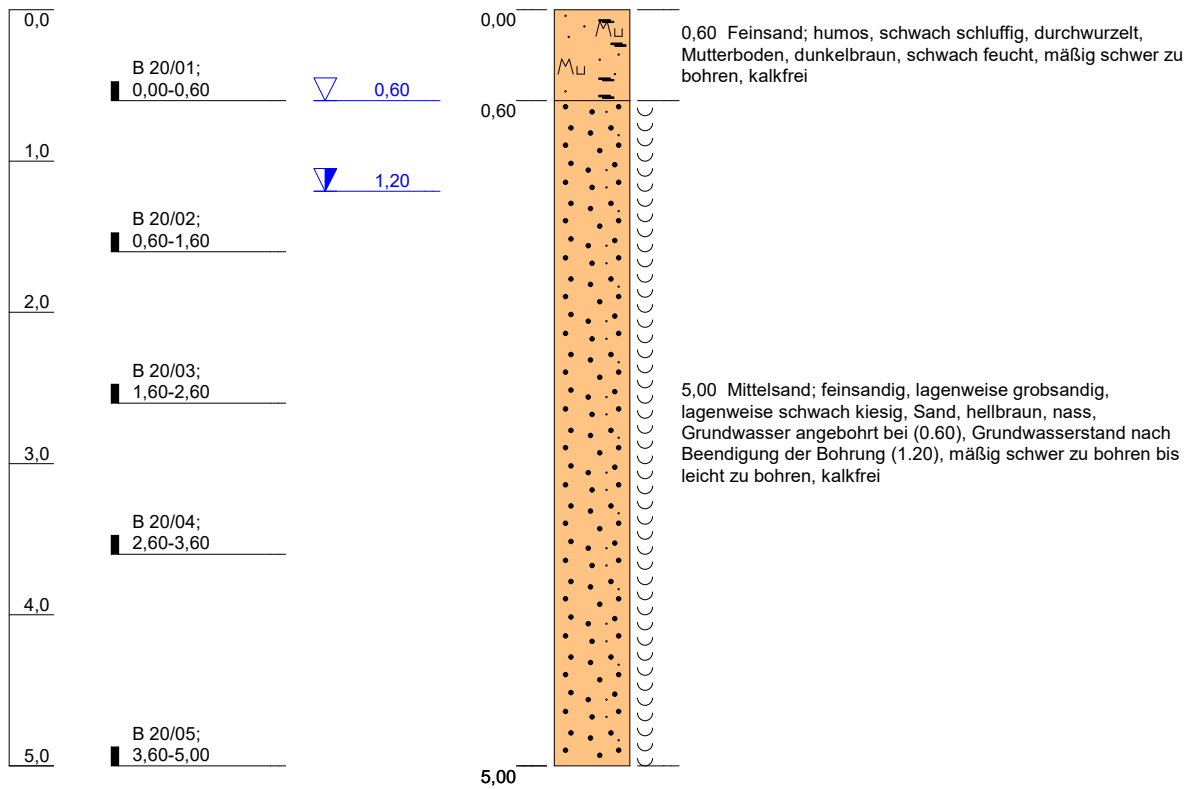 0,0
1,0
2,0
3,0
4,0
5,0
B 20/01;
0,00-0,60
B 20/02;
0,60-1,60
B 20/03;
1,60-2,60
B 20/04;
2,60-3,60
B 20/05;
3,60-5,00
0,60
1,20
0,00
0,60
5,00
Mu
Mu
0,60 Feinsand; humos, schwach schluffig, durchwurzelt,
Mutterboden, dunkelbraun, schwach feucht, mäßig schwer zu
bohren, kalkfrei
5,00 Mittelsand; feinsandig, lagenweise grobsandig,
lagenweise schwach kiesig, Sand, hellbraun, nass,
Grundwasser angebohrt bei (0.60), Grundwasserstand nach
Beendigung der Bohrung (1.20), mäßig schwer zu bohren bis
leicht zu bohren, kalkfrei